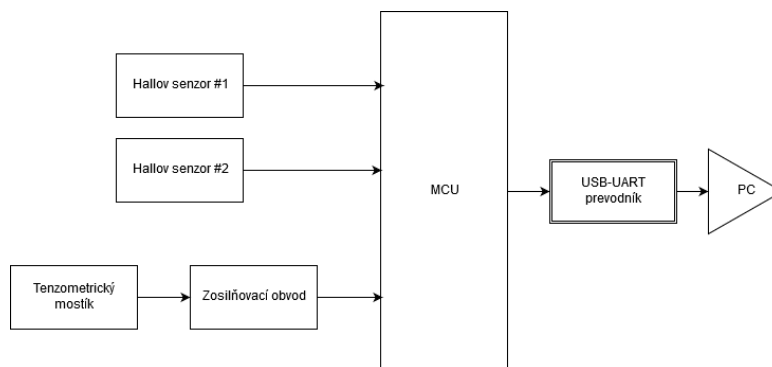 Hallov senzor #1
Hallov senzor #2
MCU
USB-UART
prevodník
PC
Tenzometrický
mostík
Zosilňovací obvod